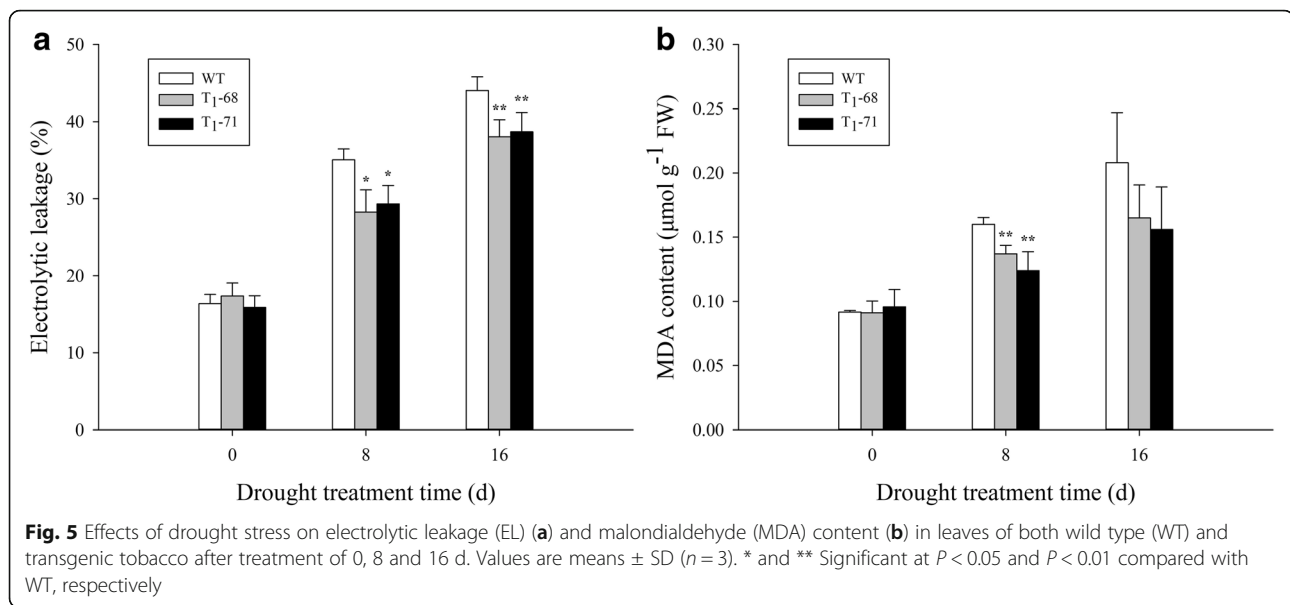 a
50
40
30
20
10
0
Electrolytic leakage (%)
WT
T₁-68
T₁-71
* *
** **
0 8 16
Drought treatment time (d)
b
0.30
0.25
0.20
0.15
0.10
0.05
0.00
MDA content (μmol g⁻¹ FW)
WT
T₁-68
T₁-71
** **
0 8 16
Drought treatment time (d)
Fig. 5 Effects of drought stress on electrolytic leakage (EL) (a) and malondialdehyde (MDA) content (b) in leaves of both wild type (WT) and
transgenic tobacco after treatment of 0, 8 and 16 d. Values are means ± SD (n = 3). * and ** Significant at P < 0.05 and P < 0.01 compared with
WT, respectively